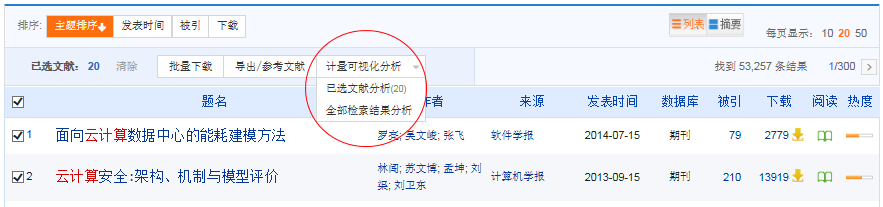 排序: 主题排序 发表时间 被引 下载 列表 摘要 每页显示: 10 20 50
已选文献: 20 清除 批量下载 导出/参考文献 计量可视化分析 找到 53,257 条结果 1/300
已选文献分析(20)
全部检索结果分析
题名 作者 来源 发表时间 数据库 被引 下载 阅读 热度
1 面向云计算数据中心的能耗建模方法 罗亮; 吴文峻; 张飞 软件学报 2014-07-15 期刊 79 2779
2 云计算安全:架构、机制与模型评价 林闯; 苏文博; 孟坤; 刘渠; 刘卫东 计算机学报 2013-09-15 期刊 210 13919